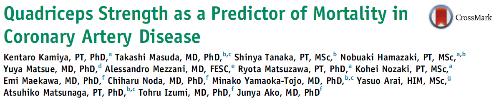 Quadriceps Strength as a Predictor of Mortality in
Coronary Artery Disease
CrossMark
Kentaro Kamiya, PT, PhD,a Takashi Masuda, MD, PhD,b,c Shinya Tanaka, PT, MSc,b Nobuaki Hamazaki, PT, MSc,a,b
Yuya Matsue, MD, PhD,d Alessandro Mezzani, MD, FESC,e Ryota Matsuzawa, PT, PhD,a Kohei Nozaki, PT, MSc,a
Emi Maekawa, MD, PhD,f Chiharu Noda, MD, PhD,f Minako Yamaoka-Tojo, MD, PhD,b,c Yasuo Arai, HIM, MSc,g
Atsuhiko Matsunaga, PT, PhD,b,c Tohru Izumi, MD, PhD,f Junya Ako, MD, PhDf